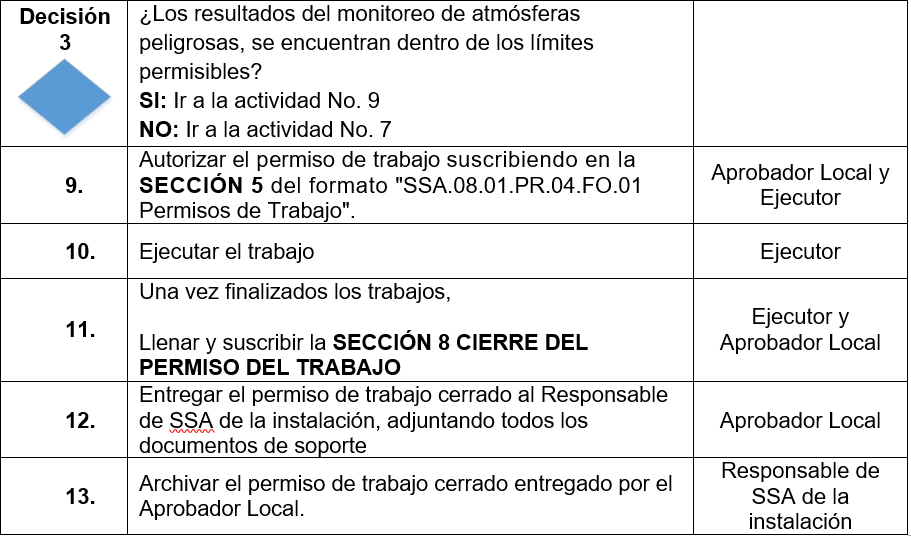 Decisión
3
¿Los resultados del monitoreo de atmósferas
peligrosas, se encuentran dentro de los límites
permisibles?
SI: Ir a la actividad No. 9
NO: Ir a la actividad No. 7
9.
Autorizar el permiso de trabajo suscribiendo en la
SECCIÓN 5 del formato "SSA.08.01.PR.04.FO.01
Permisos de Trabajo".
Aprobador Local y
Ejecutor
10.
Ejecutar el trabajo
Ejecutor
11.
Una vez finalizados los trabajos,
Llenar y suscribir la SECCIÓN 8 CIERRE DEL
PERMISO DEL TRABAJO
Ejecutor y
Aprobador Local
12.
Entregar el permiso de trabajo cerrado al Responsable
de SSA de la instalación, adjuntando todos los
documentos de soporte
Aprobador Local
13.
Archivar el permiso de trabajo cerrado entregado por el
Aprobador Local.
Responsable de
SSA de la
instalación